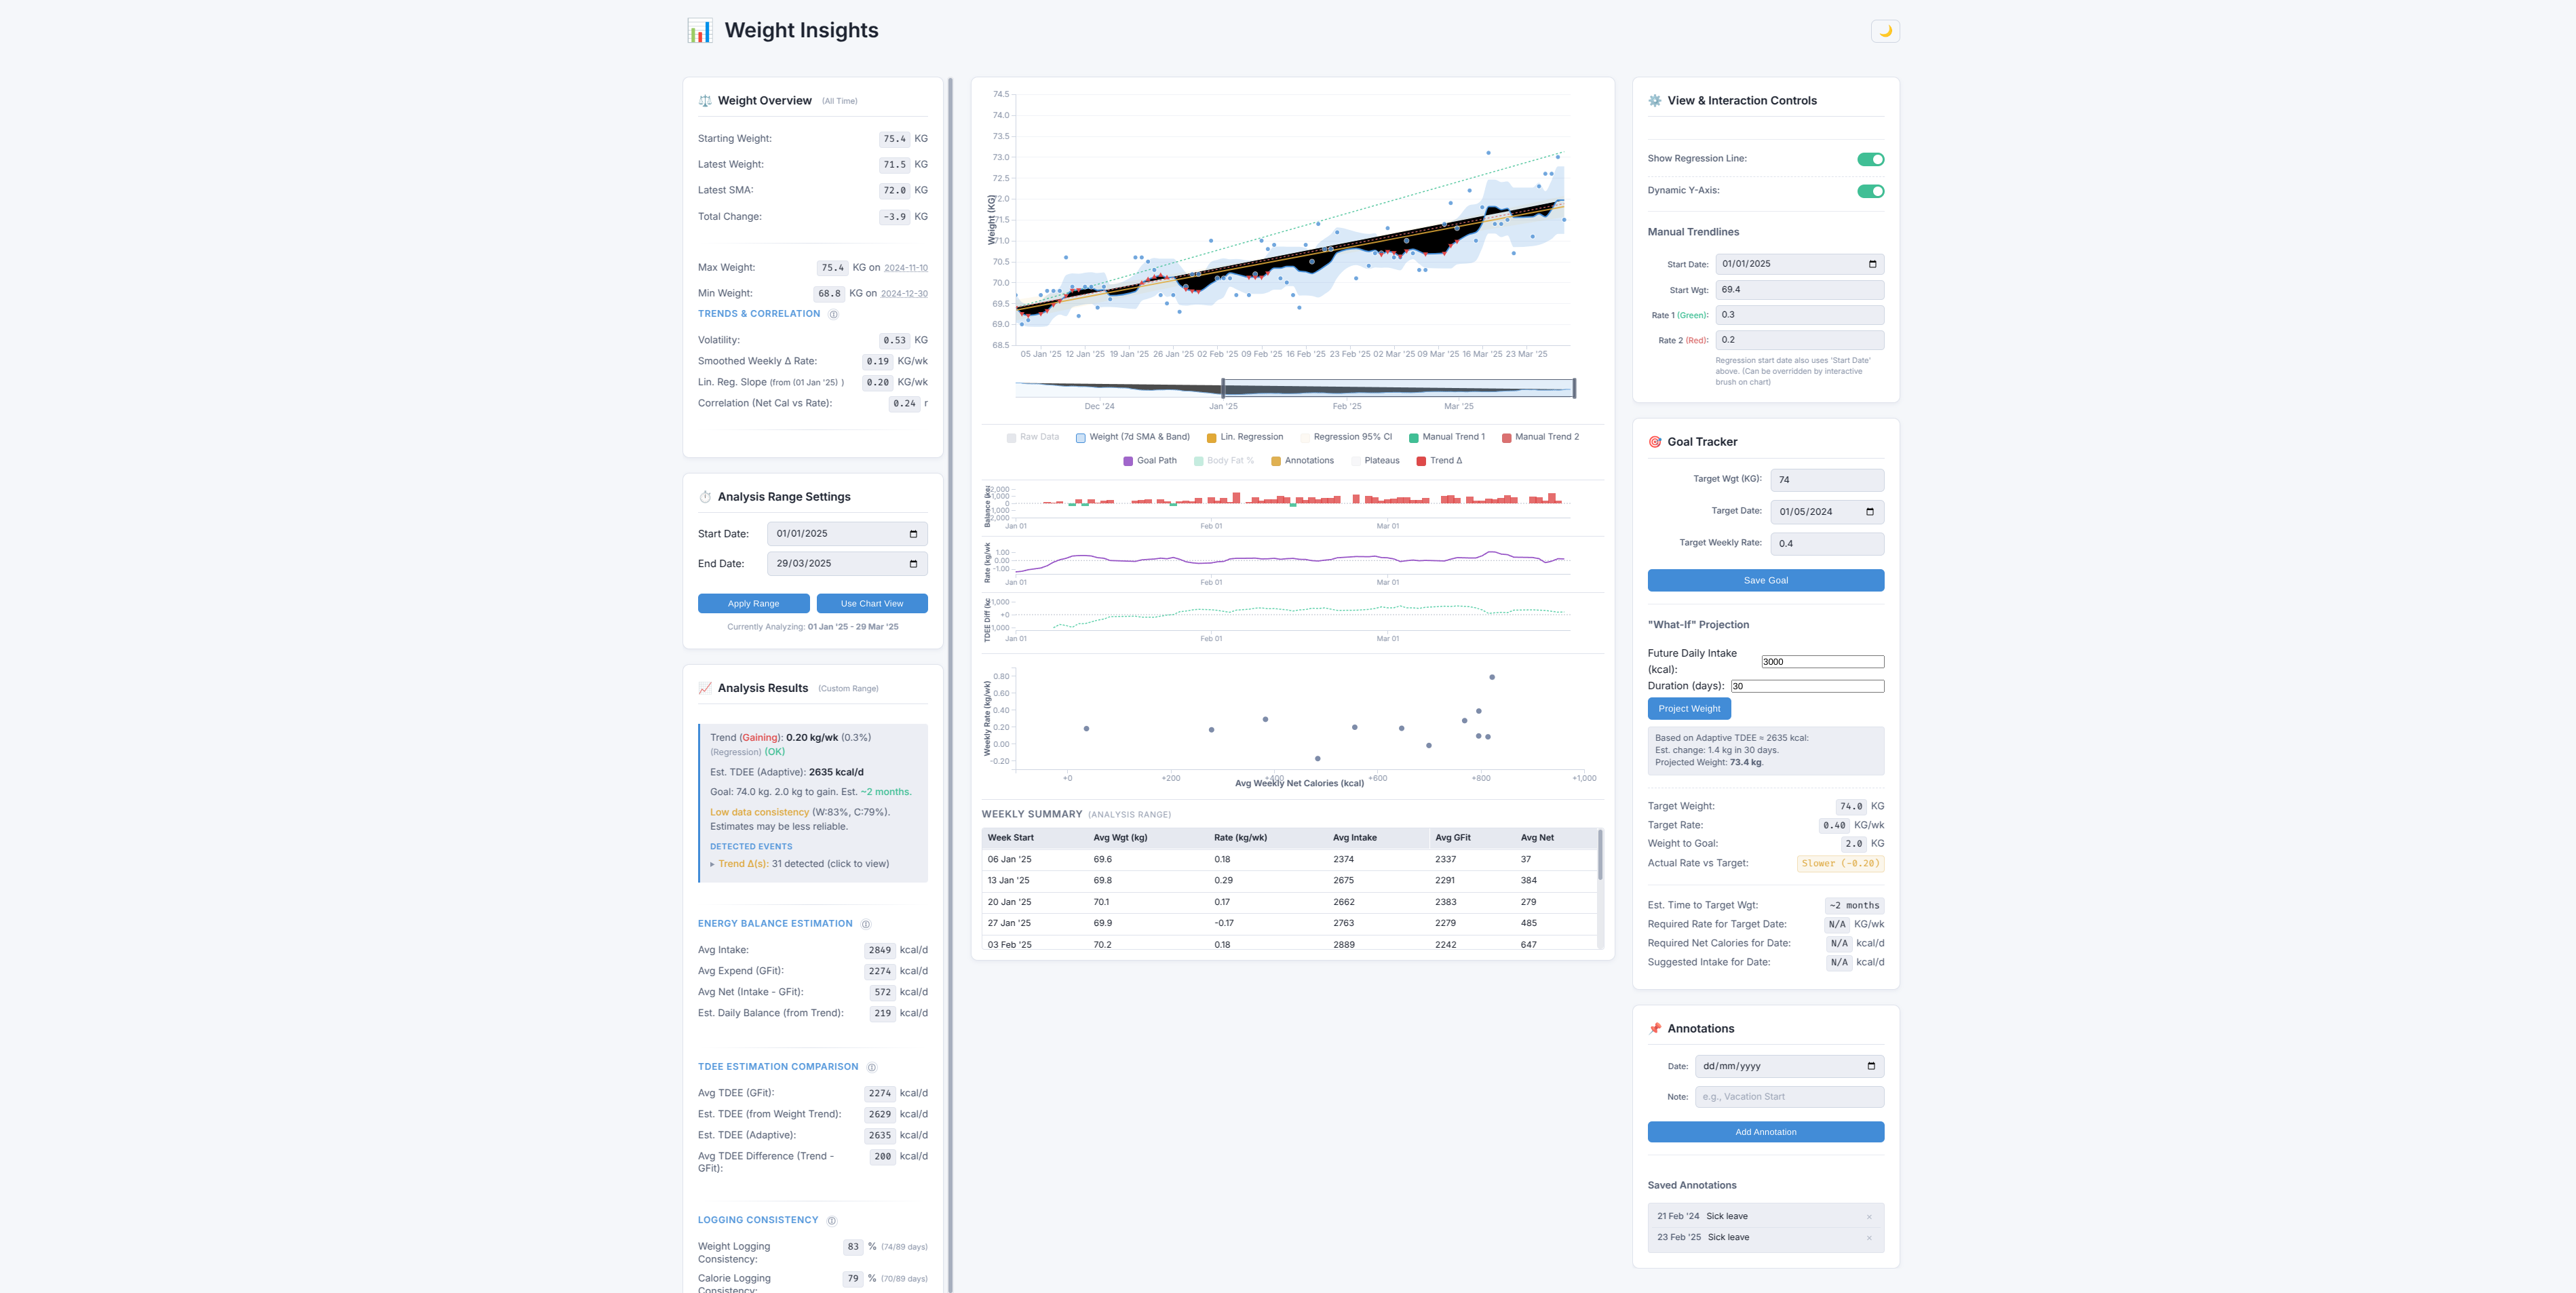 📊 Weight Insights
🌙
⚖️ Weight Overview (All Time)
Starting Weight: 75.4 KG
Latest Weight: 71.5 KG
Latest SMA: 72.0 KG
Total Change: -3.9 KG
Max Weight: 75.4 KG on 2024-11-10
Min Weight: 68.8 KG on 2024-12-30
TRENDS & CORRELATION ⓘ
Volatility: 0.53 KG
Smoothed Weekly Δ Rate: 0.19 KG/wk
Lin. Reg. Slope (from (01 Jan '25) ) 0.20 KG/wk
Correlation (Net Cal vs Rate): 0.24 r
⏱️ Analysis Range Settings
Start Date: 01/01/2025
End Date: 29/03/2025
Apply Range Use Chart View
Currently Analyzing: 01 Jan '25 - 29 Mar '25
📈 Analysis Results (Custom Range)
Trend (Gaining): 0.20 kg/wk (0.3%)
(Regression) (OK)
Est. TDEE (Adaptive): 2635 kcal/d
Goal: 74.0 kg. 2.0 kg to gain. Est. ~2 months.
Low data consistency (W:83%, C:79%).
Estimates may be less reliable.
DETECTED EVENTS
▸ Trend Δ(s): 31 detected (click to view)
ENERGY BALANCE ESTIMATION ⓘ
Avg Intake: 2849 kcal/d
Avg Expend (GFit): 2274 kcal/d
Avg Net (Intake - GFit): 572 kcal/d
Est. Daily Balance (from Trend): 219 kcal/d
TDEE ESTIMATION COMPARISON ⓘ
Avg TDEE (GFit): 2274 kcal/d
Est. TDEE (from Weight Trend): 2629 kcal/d
Est. TDEE (Adaptive): 2635 kcal/d
Avg TDEE Difference (Trend -
GFit): 200 kcal/d
LOGGING CONSISTENCY ⓘ
Weight Logging
Consistency: 83 % (74/89 days)
Calorie Logging
Consistency: 79 % (70/89 days)
Weight (KG)
74.5
74.0
73.5
73.0
72.5
72.0
71.5
71.0
70.5
70.0
69.5
69.0
68.5
05 Jan '25 12 Jan '25 19 Jan '25 26 Jan '25 02 Feb '25 09 Feb '25 16 Feb '25 23 Feb '25 02 Mar '25 09 Mar '25 16 Mar '25 23 Mar '25
Dec '24 Jan '25 Feb '25 Mar '25
Raw Data Weight (7d SMA & Band) Lin. Regression Regression 95% CI Manual Trend 1 Manual Trend 2
Goal Path Body Fat % Annotations Plateaus Trend Δ
0
Jan 01 Feb 01 Mar 01
Rate (kg/wk
1.00
0.00
-1.00
Jan 01 Feb 01 Mar 01
TDEE Diff (kc
+0
Jan 01 Feb 01 Mar 01
Weekly Rate (kg/wk)
0.80
0.60
0.40
0.20
0.00
-0.20
+0 +200 +400 +600 +800 +1,000
Avg Weekly Net Calories (kcal)
WEEKLY SUMMARY (ANALYSIS RANGE)
Week Start Avg Wgt (kg) Rate (kg/wk) Avg Intake Avg GFit Avg Net
06 Jan '25 69.6 0.18 2374 2337 37
13 Jan '25 69.8 0.29 2675 2291 384
20 Jan '25 70.1 0.17 2662 2383 279
27 Jan '25 69.9 -0.17 2763 2279 485
03 Feb '25 70.2 0.18 2889 2242 647
⚙️ View & Interaction Controls
Show Regression Line:
Dynamic Y-Axis:
Manual Trendlines
Start Date: 01/01/2025
Start Wgt: 69.4
Rate 1 (Green): 0.3
Rate 2 (Red): 0.2
Regression start date also uses 'Start Date'
above. (Can be overridden by interactive
brush on chart)
🎯 Goal Tracker
Target Wgt (KG): 74
Target Date: 01/05/2024
Target Weekly Rate: 0.4
Save Goal
"What-If" Projection
Future Daily Intake
(kcal): 3000
Duration (days): 30
Project Weight
Based on Adaptive TDEE ≈ 2635 kcal:
Est. change: 1.4 kg in 30 days.
Projected Weight: 73.4 kg.
Target Weight: 74.0 KG
Target Rate: 0.40 KG/wk
Weight to Goal: 2.0 KG
Actual Rate vs Target: Slower (-0.20)
Est. Time to Target Wgt: ~2 months
Required Rate for Target Date: N/A KG/wk
Required Net Calories for Date: N/A kcal/d
Suggested Intake for Date: N/A kcal/d
📌 Annotations
Date: dd/mm/yyyy
Note: e.g., Vacation Start
Add Annotation
Saved Annotations
21 Feb '24 Sick leave ×
23 Feb '25 Sick leave ×